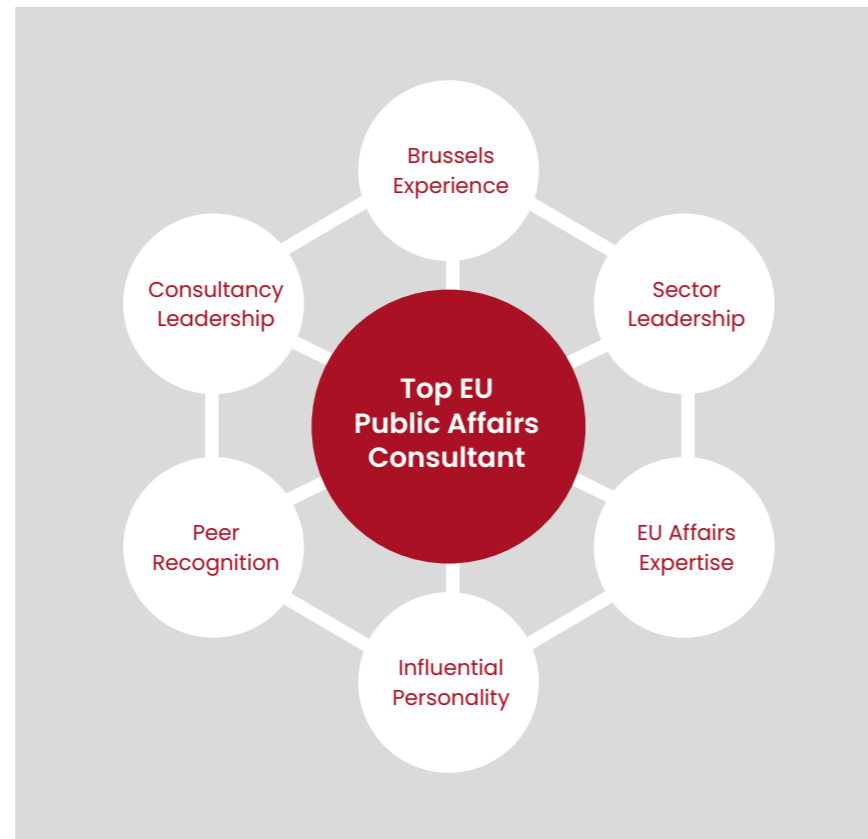 Brussels
Experience
Consultancy
Leadership
Sector
Leadership
Top EU
Public Affairs
Consultant
Peer
Recognition
EU Affairs
Expertise
Influential
Personality